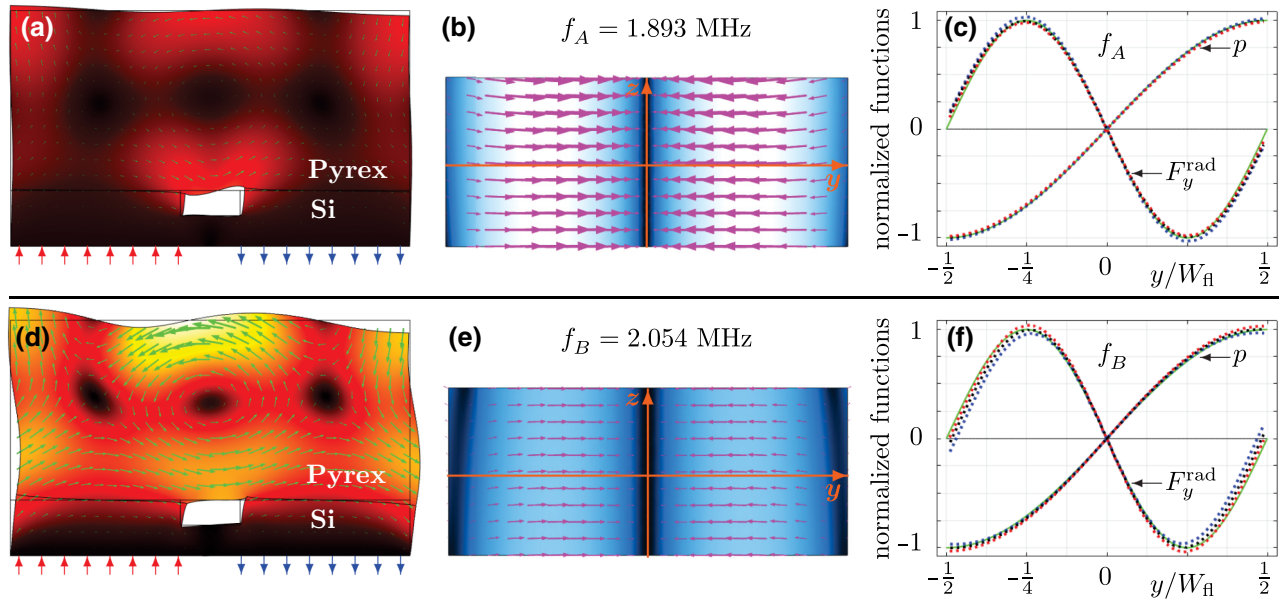 (a)
Pyrex
Si
(b)
f_A = 1.893 MHz
z
y
(c)
normalized functions
1
0
-1
f_A
p
F_y^rad
-1/2
-1/4
0
y/W_fl
1/2
(d)
Pyrex
Si
(e)
f_B = 2.054 MHz
z
y
(f)
normalized functions
1
0
-1
f_B
p
F_y^rad
-1/2
-1/4
0
y/W_fl
1/2